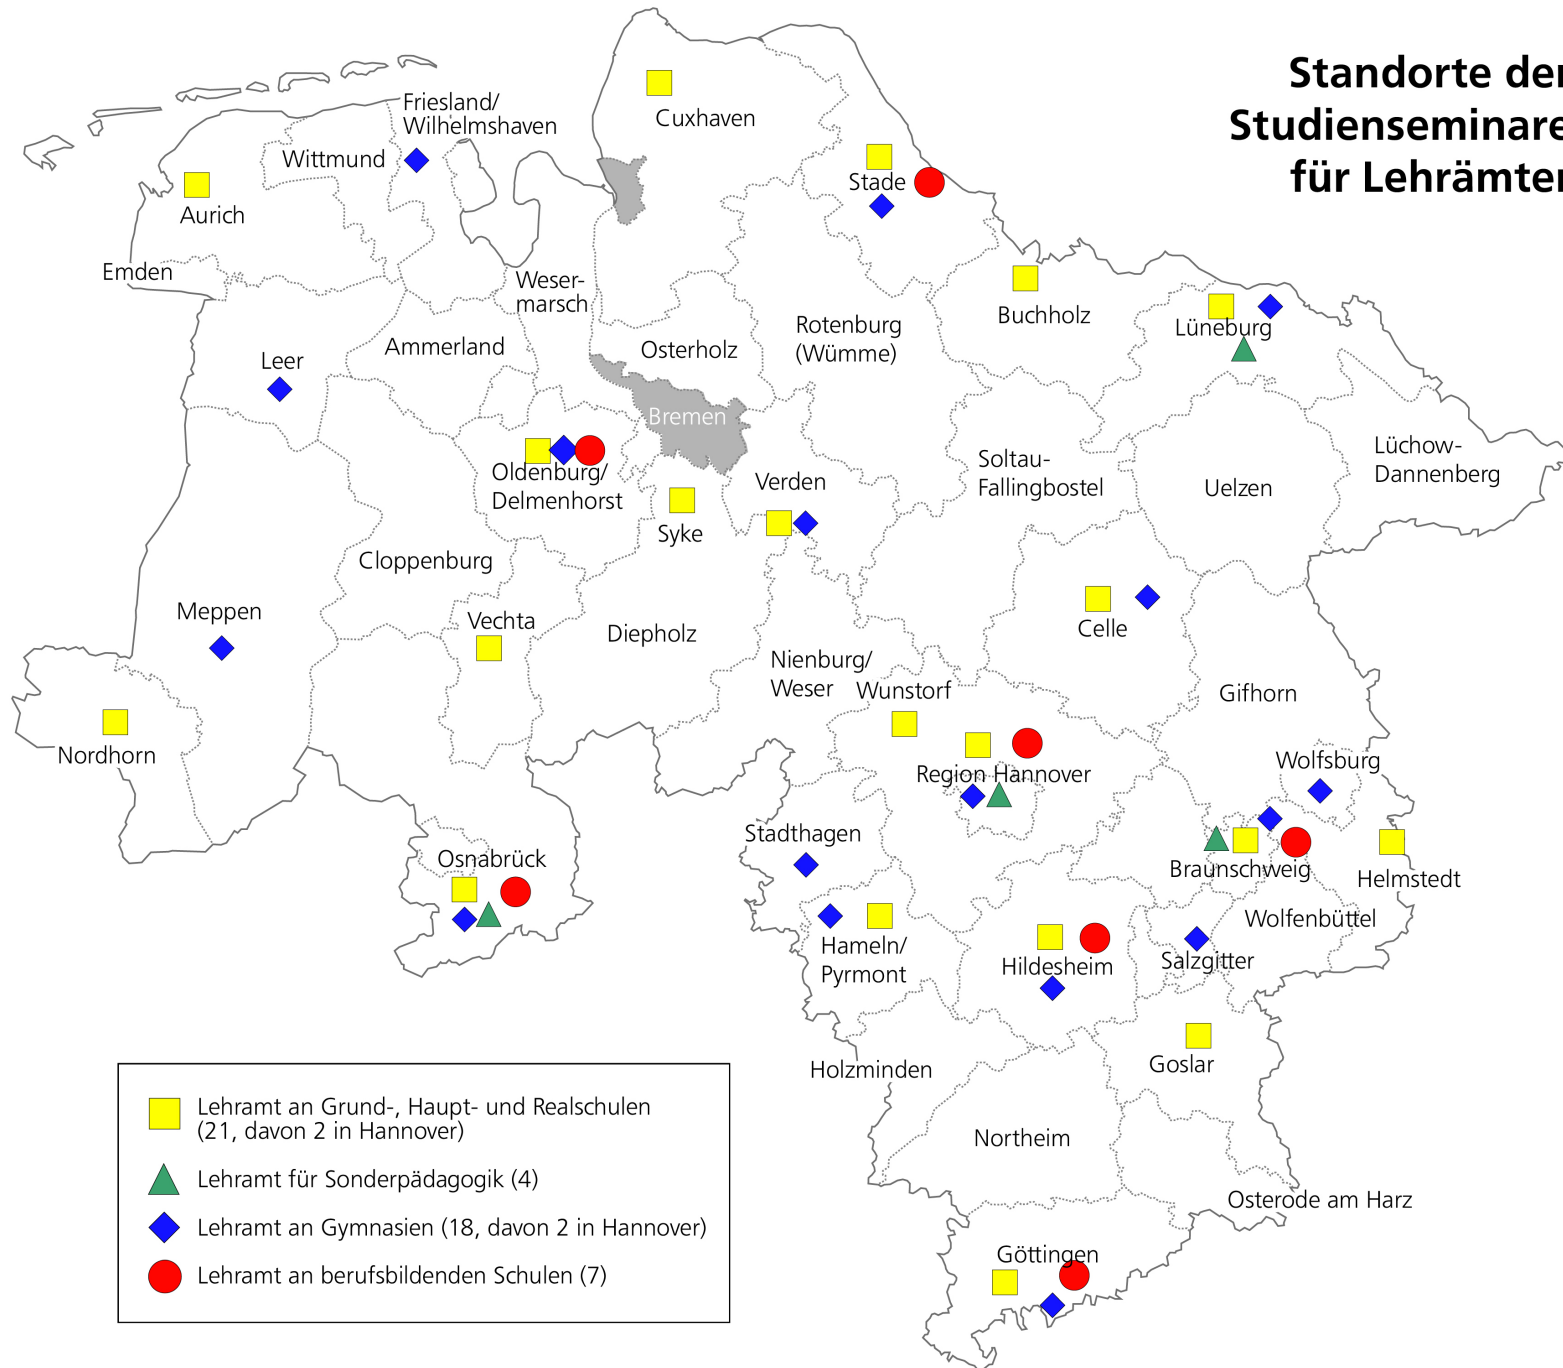 Standorte der
Studienseminare
für Lehrämter
Friesland/
Wilhelmshaven
Cuxhaven
Wittmund
Stade
Aurich
Emden
Weser-
marsch
Buchholz
Lüneburg
Rotenburg
(Wümme)
Ammerland
Osterholz
Leer
Bremen
Lüchow-
Dannenberg
Soltau-
Fallingbostel
Oldenburg/
Delmenhorst
Verden
Uelzen
Syke
Cloppenburg
Meppen
Vechta
Diepholz
Celle
Nienburg/
Weser
Wunstorf
Gifhorn
Nordhorn
Wolfsburg
Region Hannover
Stadthagen
Osnabrück
Braunschweig
Helmstedt
Wolfenbüttel
Hameln/
Pyrmont
Hildesheim
Salzgitter
Goslar
Holzminden
Northeim
Osterode am Harz
Göttingen
Lehramt an Grund-, Haupt- und Realschulen
(21, davon 2 in Hannover)
Lehramt für Sonderpädagogik (4)
Lehramt an Gymnasien (18, davon 2 in Hannover)
Lehramt an berufsbildenden Schulen (7)